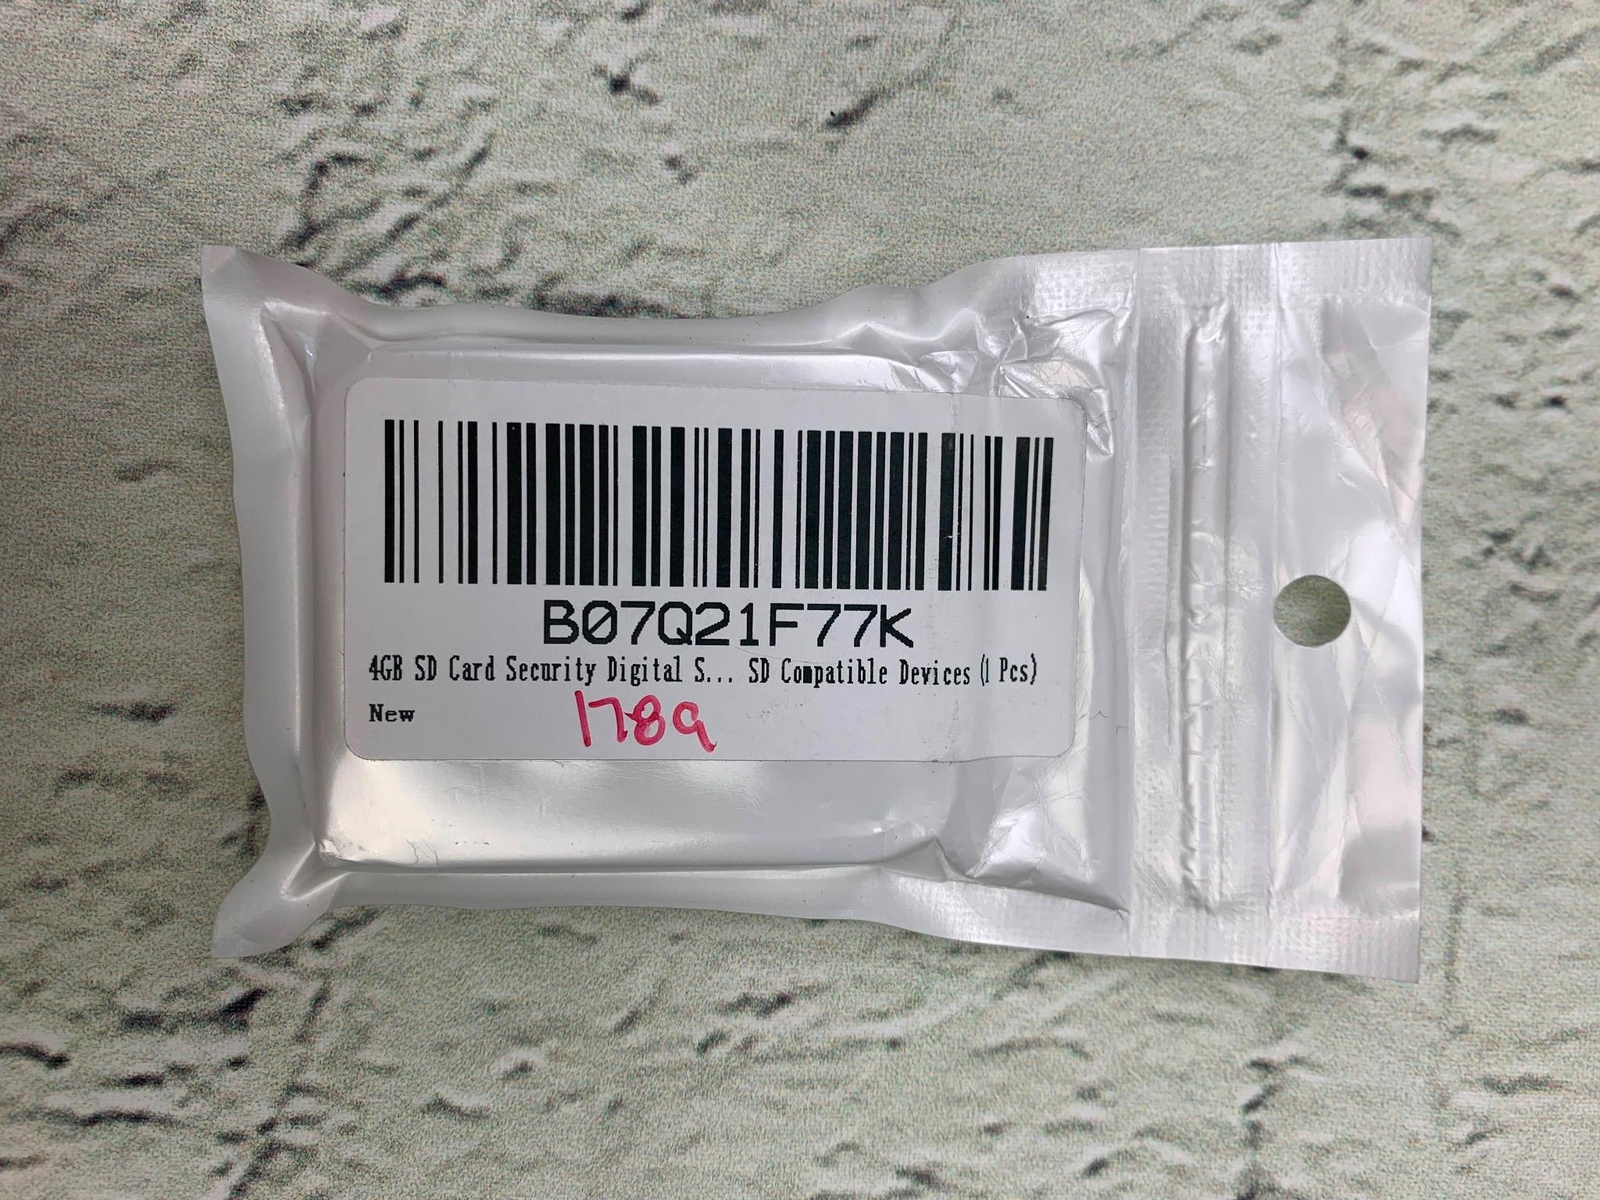 B07Q21F77K
4GB SD Card Security Digital S... SD Compatible Devices (1 Pcs)
New
1789